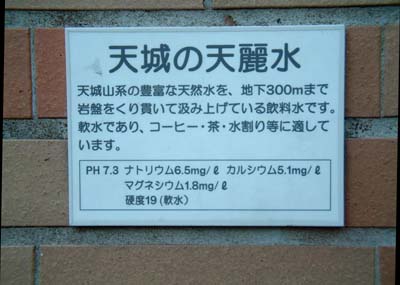 天城の天麗水
天城山系の豊富な天然水を、地下300mまで
岩盤をくり貫いて汲み上げている飲料水です。
軟水であり、コーヒー・茶・水割り等に適して
います。
PH 7.3 ナトリウム6.5mg/ℓ カルシウム5.1mg/ℓ
マグネシウム1.8mg/ℓ
硬度19(軟水)